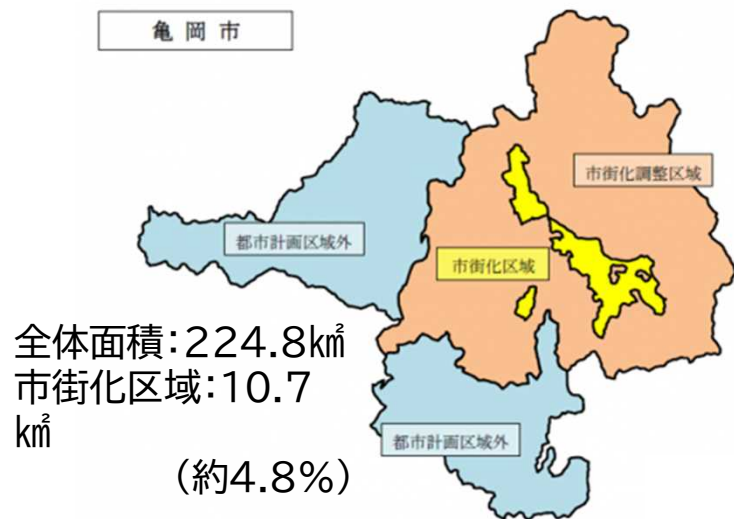 亀岡市
市街化調整区域
都市計画区域外
市街化区域
全体面積：224.8㎢
市街化区域：10.7
㎢
（約4.8%）
都市計画区域外